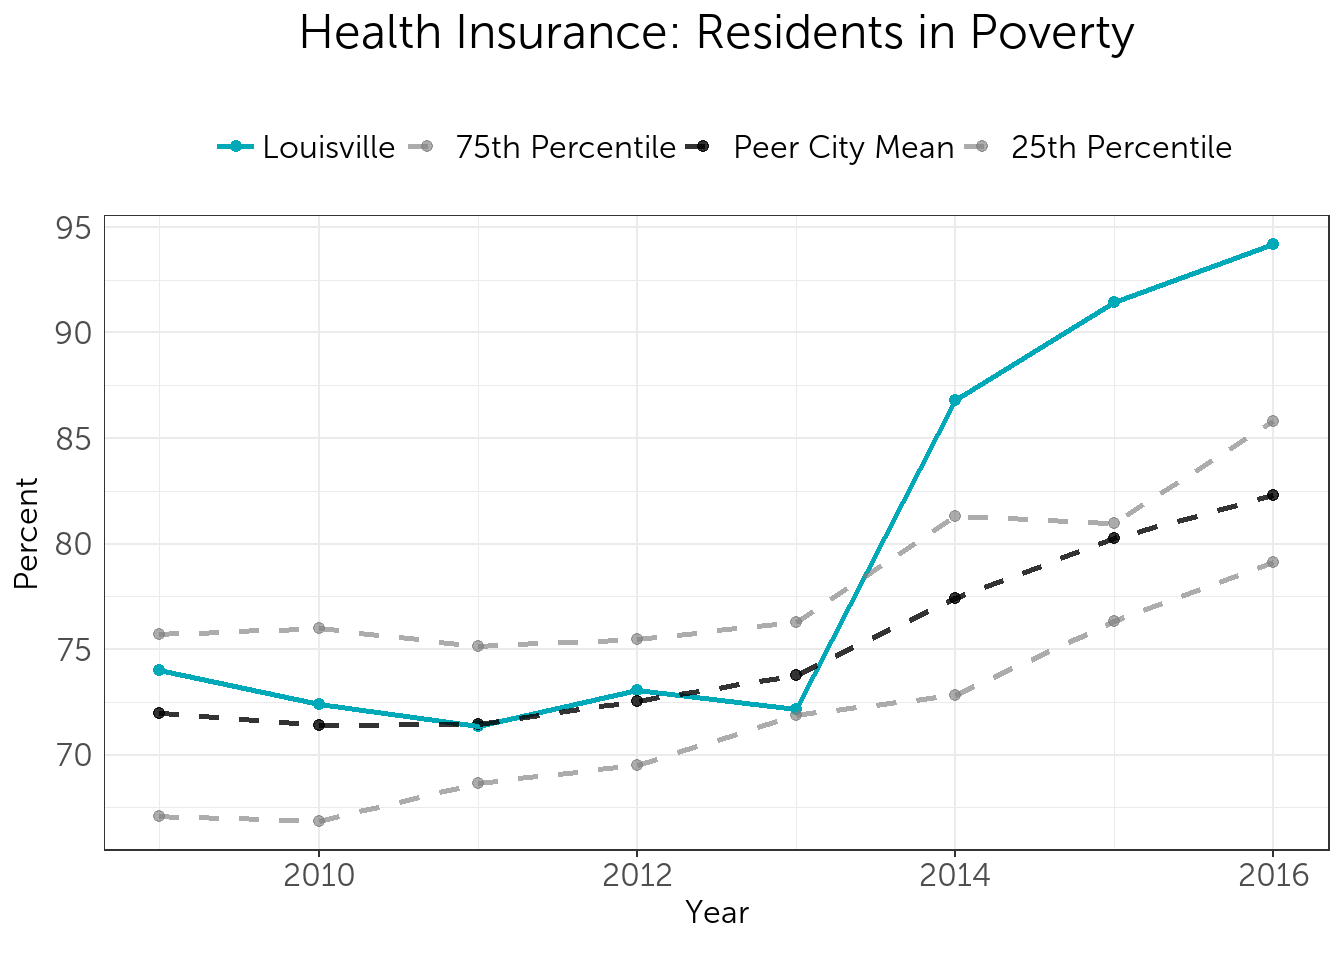 Health Insurance: Residents in Poverty
Louisville 75th Percentile Peer City Mean 25th Percentile
95
90
85
80
75
70
Percent
2010 2012 2014 2016
Year